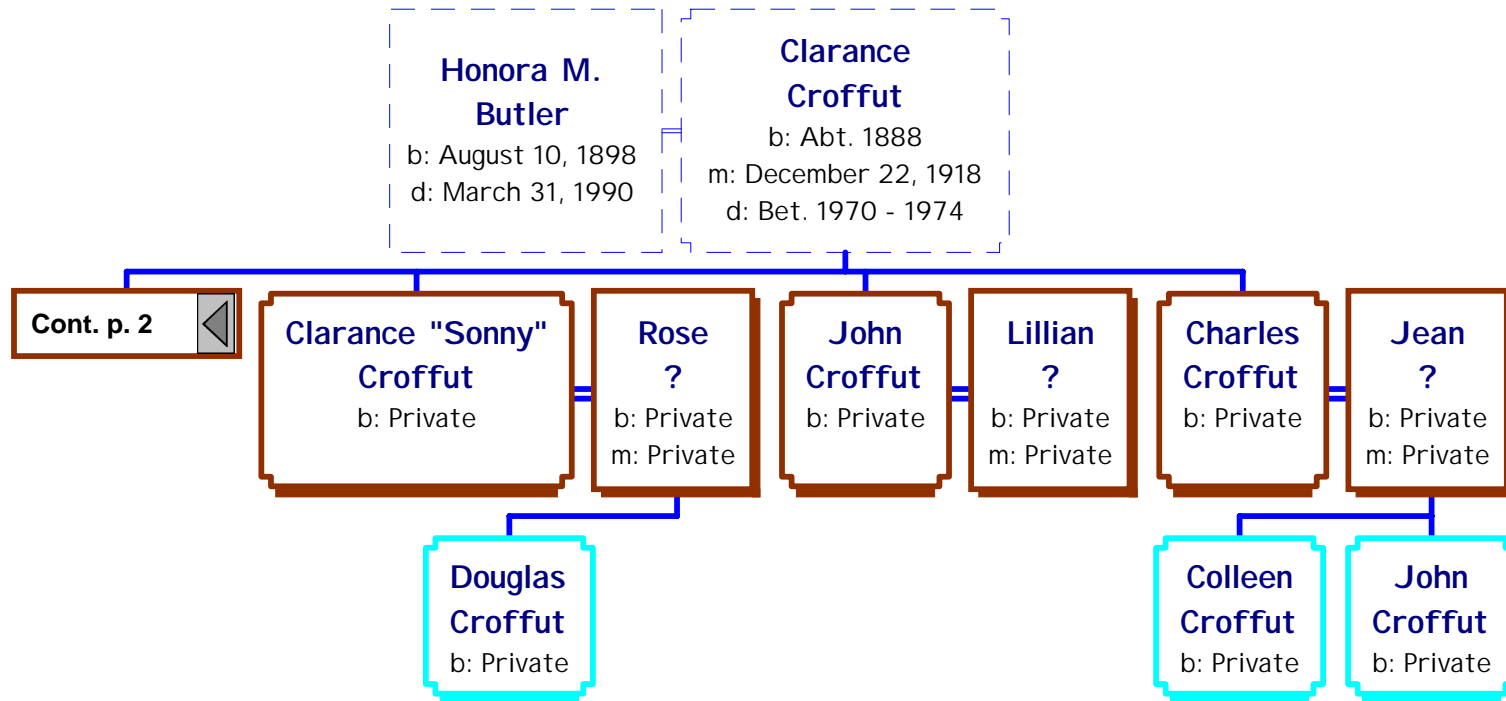 Honora M.
Butler
b: August 10, 1898
d: March 31, 1990
Clarance
Croffut
b: Abt. 1888
m: December 22, 1918
d: Bet. 1970 - 1974
Cont. p. 2
Clarance "Sonny"
Croffut
b: Private
Rose
?
b: Private
m: Private
John
Croffut
b: Private
Lillian
?
b: Private
m: Private
Charles
Croffut
b: Private
Jean
?
b: Private
m: Private
Douglas
Croffut
b: Private
Colleen
Croffut
b: Private
John
Croffut
b: Private